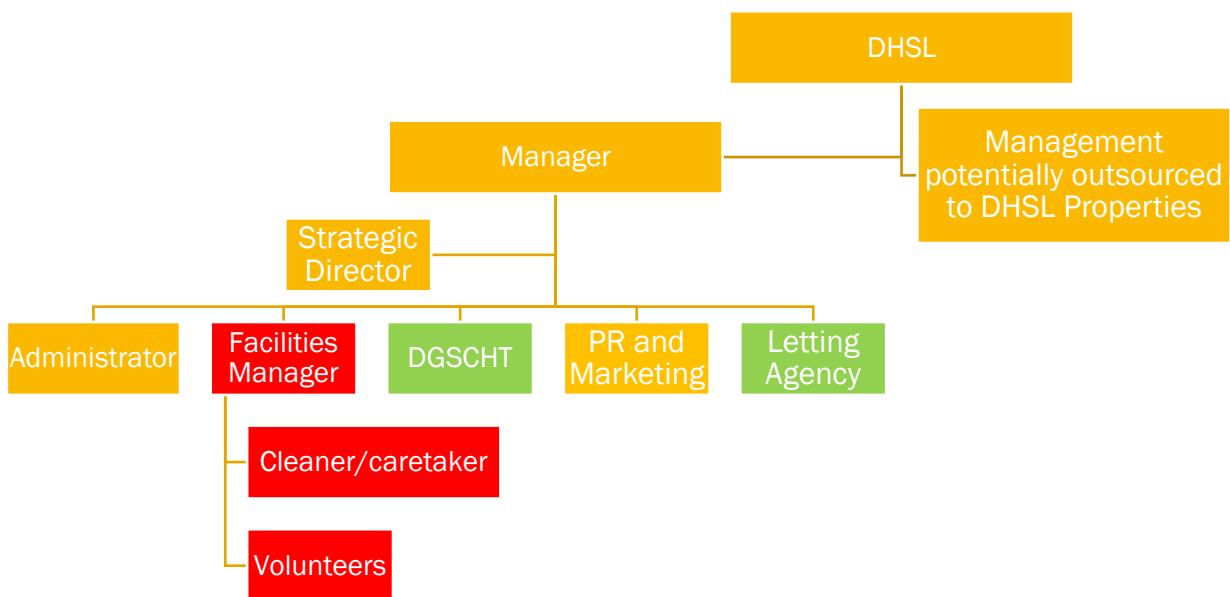 DHSL
Manager
Management
potentially outsourced
to DHSL Properties
Strategic
Director
Administrator
Facilities
Manager
DGSCHT
PR and
Marketing
Letting
Agency
Cleaner/caretaker
Volunteers